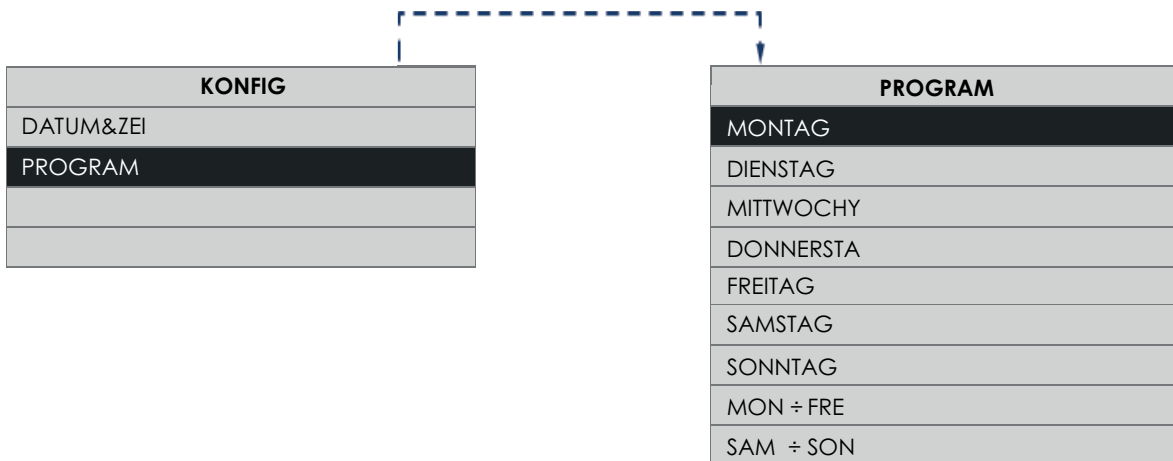 KONFIG
DATUM&ZEI
PROGRAM
PROGRAM
MONTAG
DIENSTAG
MITTWOCHY
DONNERSTA
FREITAG
SAMSTAG
SONNTAG
MON ÷ FRE
SAM ÷ SON